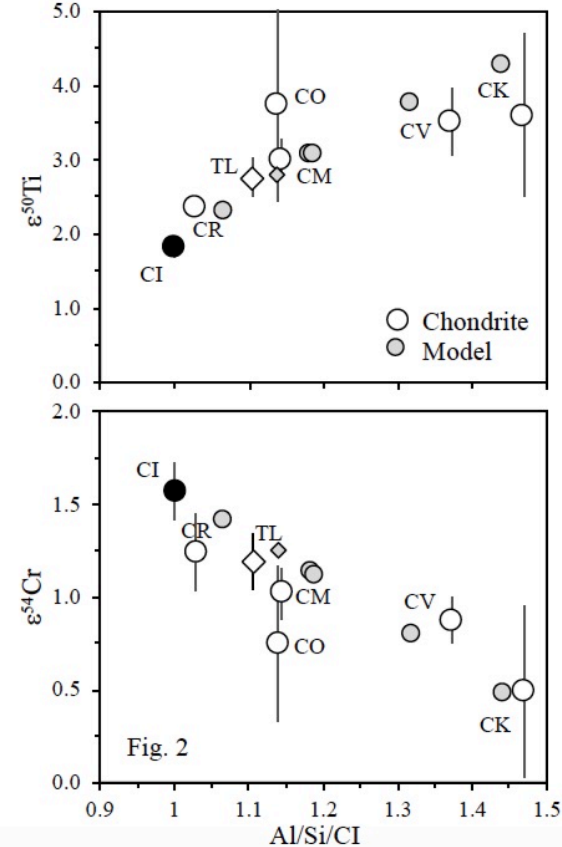 5.0
4.0
3.0
2.0
1.0
0.0
ε⁵⁰Ti
CO
CK
CV
TL
CM
CR
CI
Chondrite
Model
2.0
1.5
1.0
0.5
0.0
ε⁵⁴Cr
CI
CR
TL
CM
CO
CV
CK
Fig. 2
0.9 1 1.1 1.2 1.3 1.4 1.5
Al/Si/CI